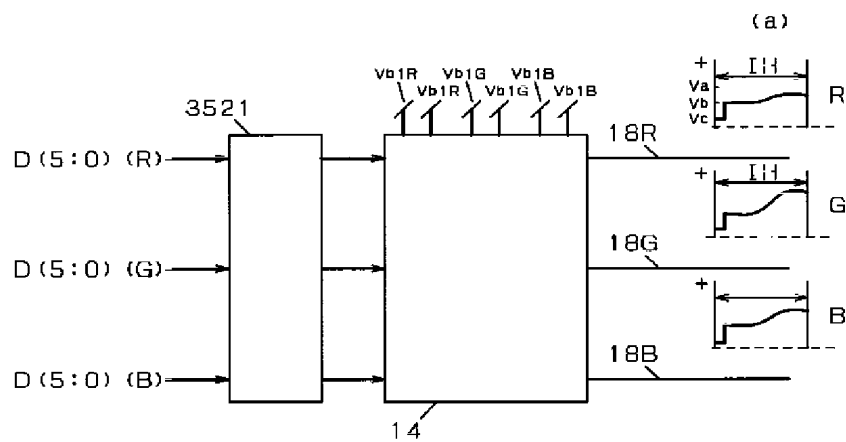 (a)
Vb1R Vb1G Vb1B
Vb1R Vb1G Vb1B
3521
+ 1H
Va
Vb
Vc
R
D(5:0) (R)
18R
+ 1H
G
D(5:0) (G)
18G
+
B
D(5:0) (B)
18B
14